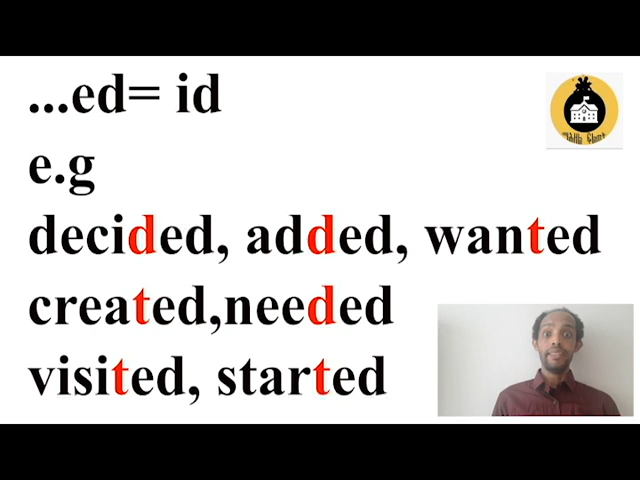 ...ed= id
e.g
decided, added, wanted
created,needed
visited, started